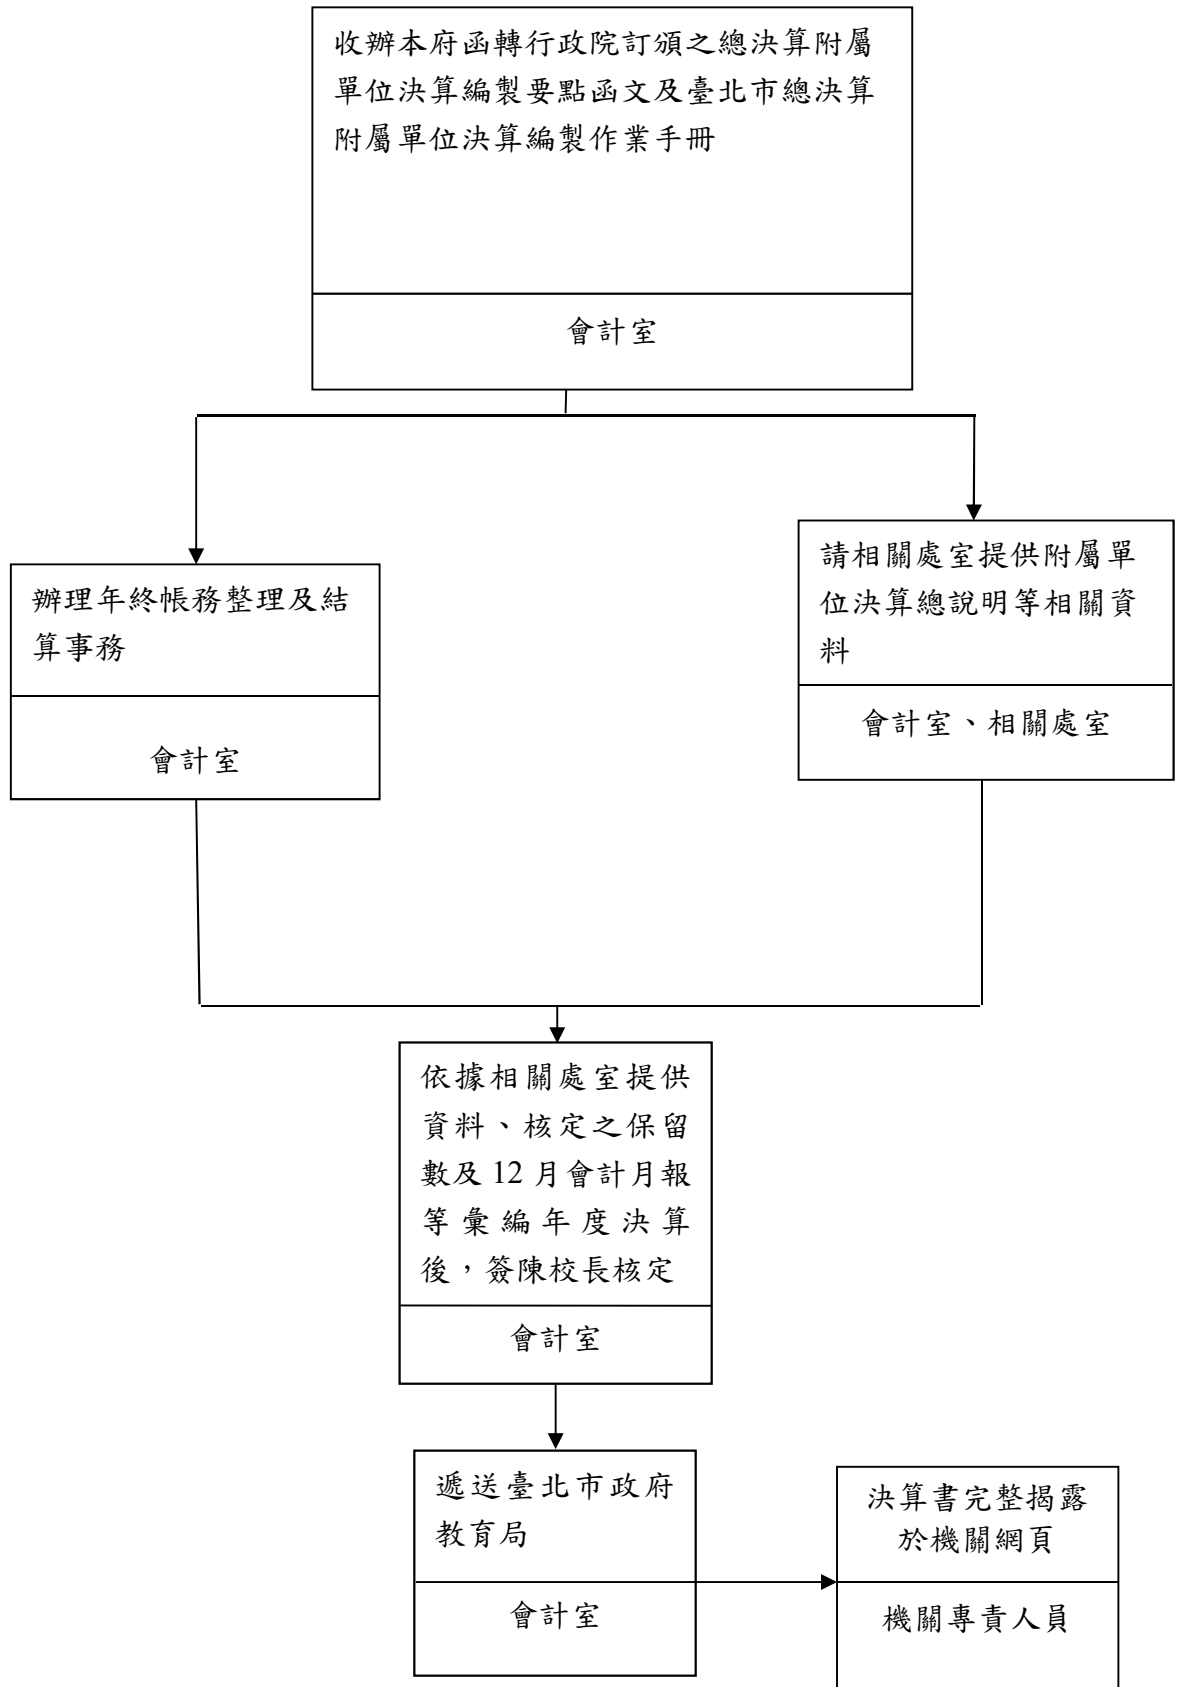 收辦本府函轉行政院訂頒之總決算附屬
單位決算編製要點函文及臺北市總決算
附屬單位決算編製作業手冊
會計室
辦理年終帳務整理及結
算事務
會計室
請相關處室提供附屬單
位決算總說明等相關資
料
會計室、相關處室
依據相關處室提供
資料、核定之保留
數及 12 月會計月報
等彙編年度決算
後，簽陳校長核定
會計室
遞送臺北市政府
教育局
會計室
決算書完整揭露
於機關網頁
機關專責人員